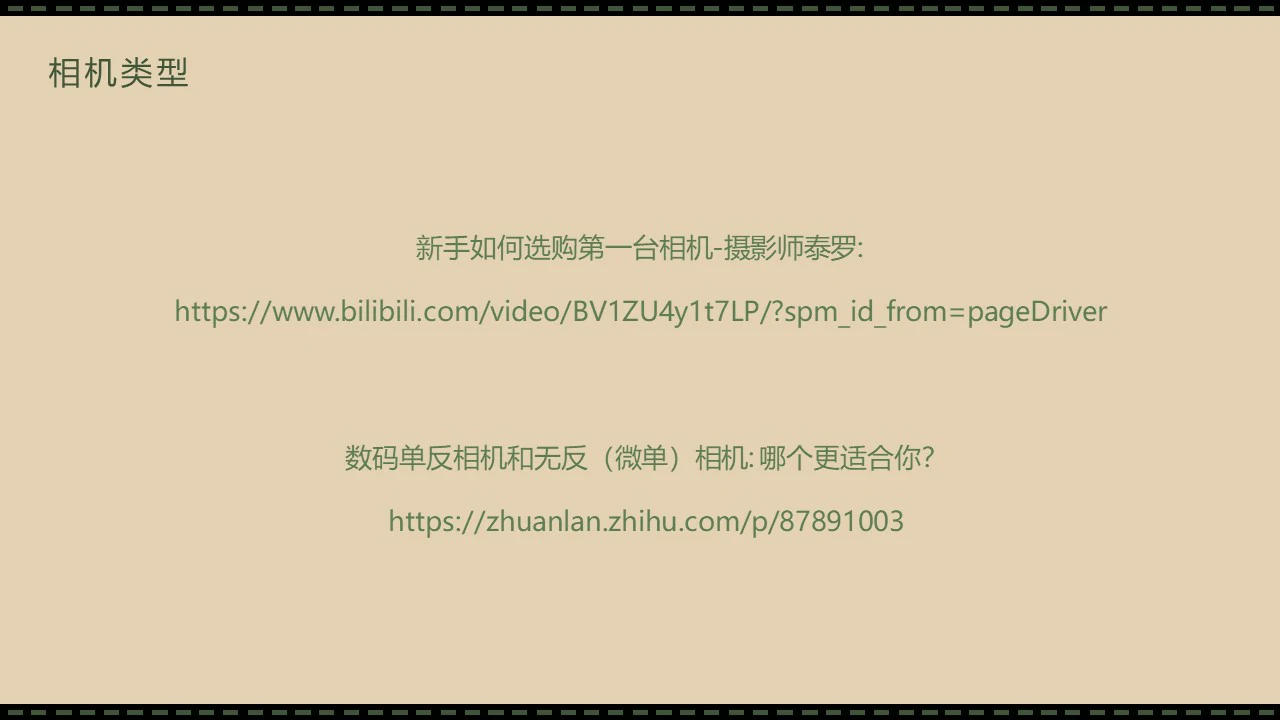 相机类型
新手如何选购第一台相机-摄影师泰罗:
https://www.bilibili.com/video/BV1ZU4y1t7LP/?spm_id_from=pageDriver
数码单反相机和无反（微单）相机: 哪个更适合你?
https://zhuanlan.zhihu.com/p/87891003